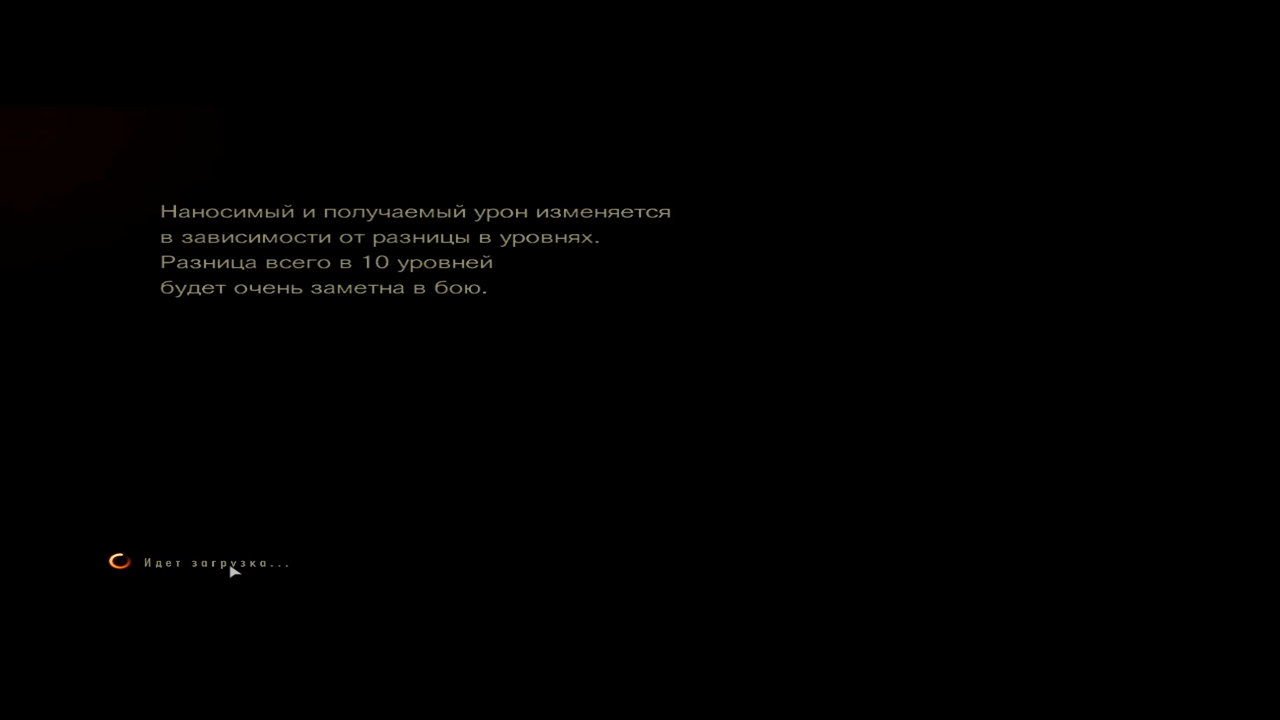 Наносимый и получаемый урон изменяется
в зависимости от разницы в уровнях.
Разница всего в 10 уровней
будет очень заметна в бою.
Идет загрузка...